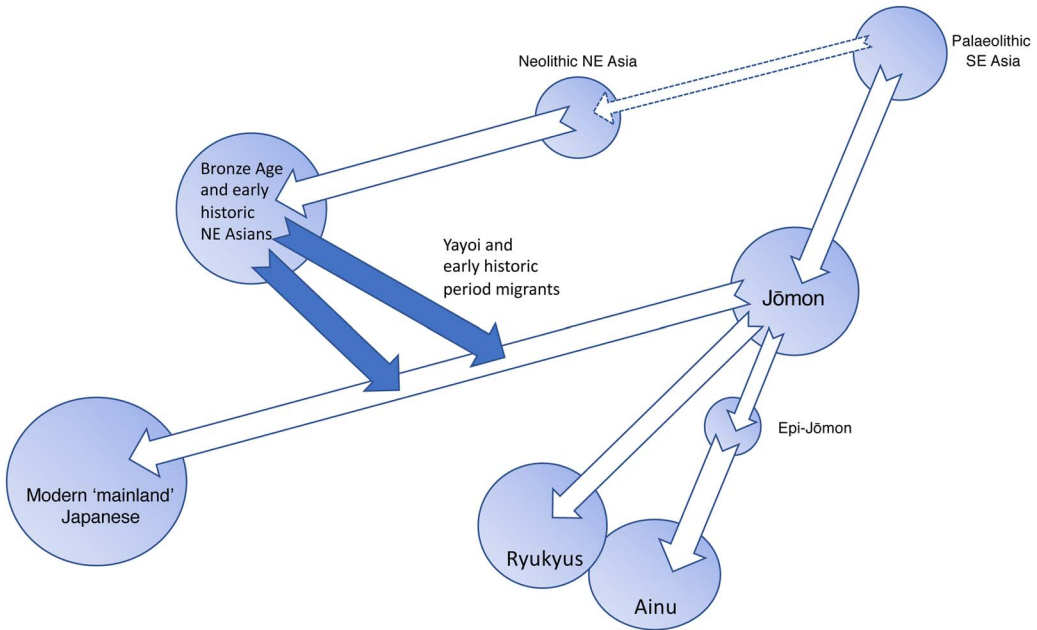 Palaeolithic
SE Asia
Neolithic NE Asia
Bronze Age
and early
historic
NE Asians
Yayoi and
early historic
period migrants
Jōmon
Epi-Jōmon
Modern ‘mainland’
Japanese
Ryukyus
Ainu